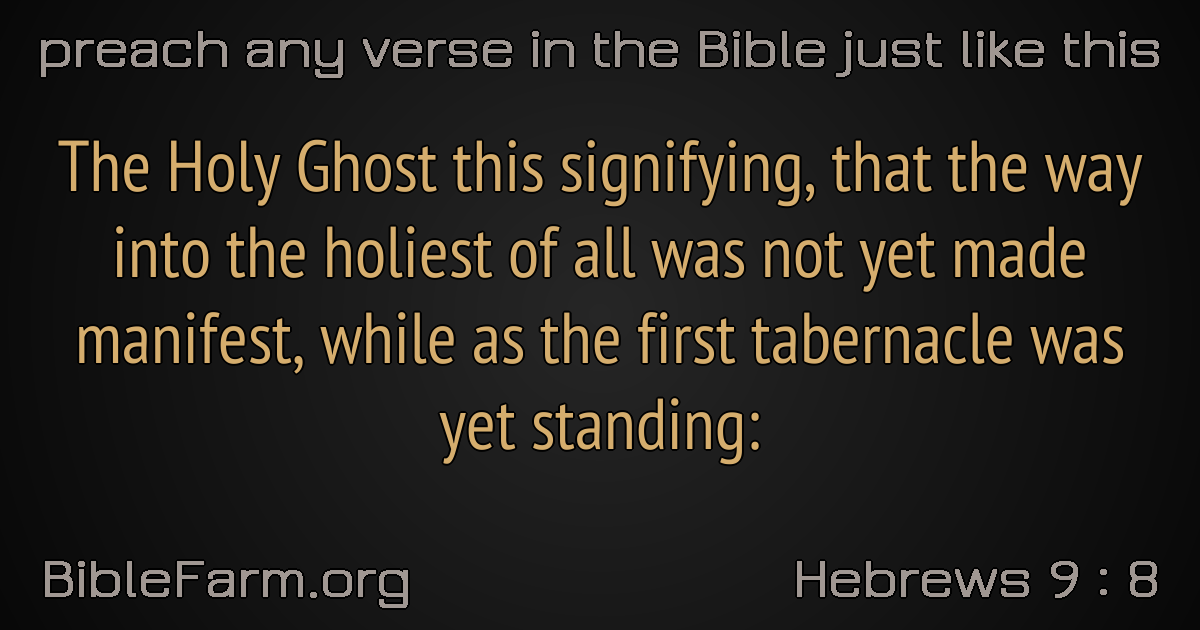 preach any verse in the Bible just like this
The Holy Ghost this signifying, that the way
into the holiest of all was not yet made
manifest, while as the first tabernacle was
yet standing:
BibleFarm.org
Hebrews 9 : 8